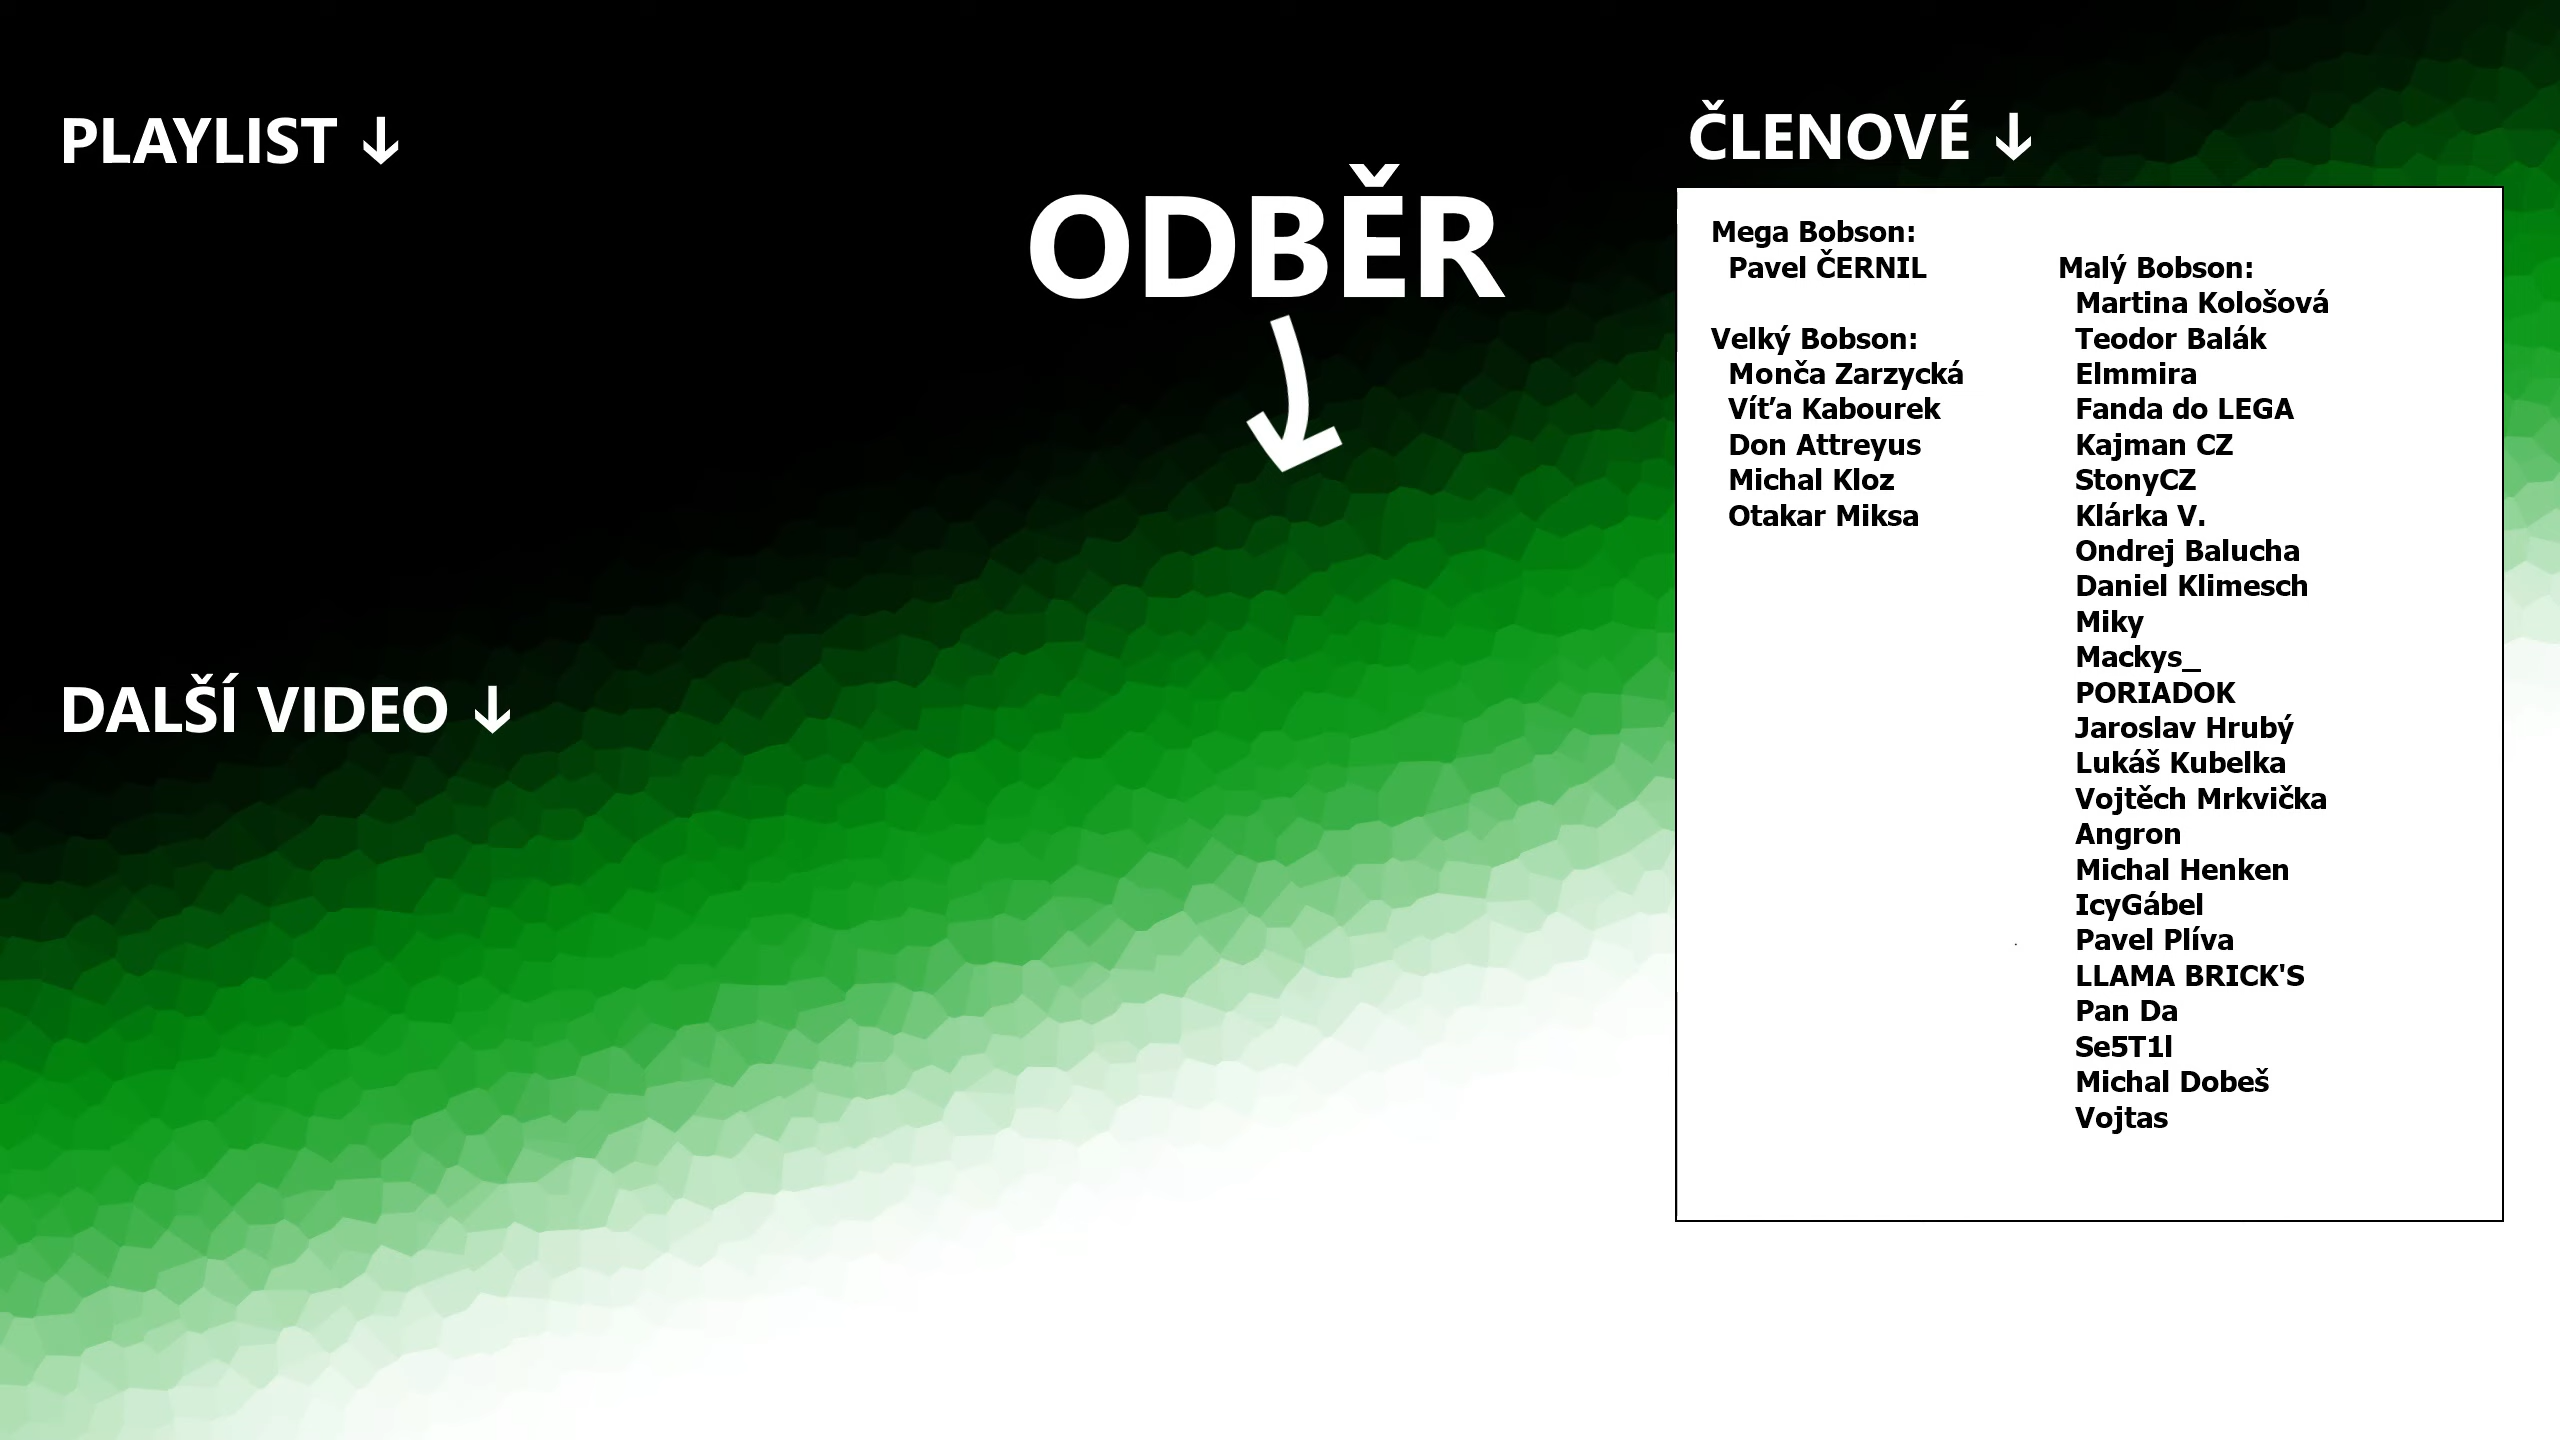 PLAYLIST ↓
ODBĚR
DALŠÍ VIDEO ↓
ČLENOVÉ ↓
Mega Bobson:
Pavel ČERNIL
Velký Bobson:
Monča Zarzycká
Víťa Kabourek
Don Attreyus
Michal Kloz
Otakar Miksa
Malý Bobson:
Martina Kološová
Teodor Balák
Elmmira
Fanda do LEGA
Kajman CZ
StonyCZ
Klárka V.
Ondrej Balucha
Daniel Klimesch
Miky
Mackys_
PORIADOK
Jaroslav Hrubý
Lukáš Kubelka
Vojtěch Mrkvička
Angron
Michal Henken
IcyGábel
Pavel Plíva
LLAMA BRICK'S
Pan Da
Se5T1l
Michal Dobeš
Vojtas